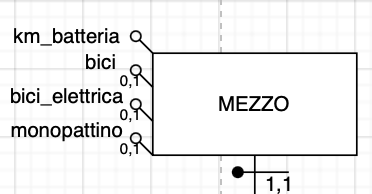 km_batteria
bici
0,1
bici_elettrica
0,1
monopattino
0,1
MEZZO
1,1